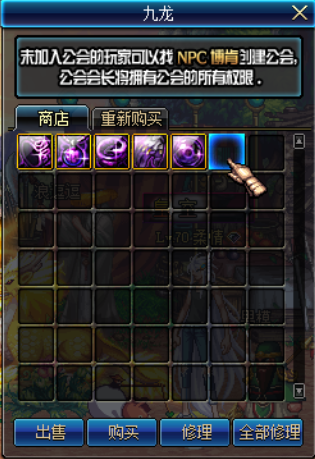 九龙
未加入公会的玩家可以找 NPC 博肯创建公会,
公会会长将拥有公会的所有权限 .
商店 重新购买
出售 购买 修理 全部修理